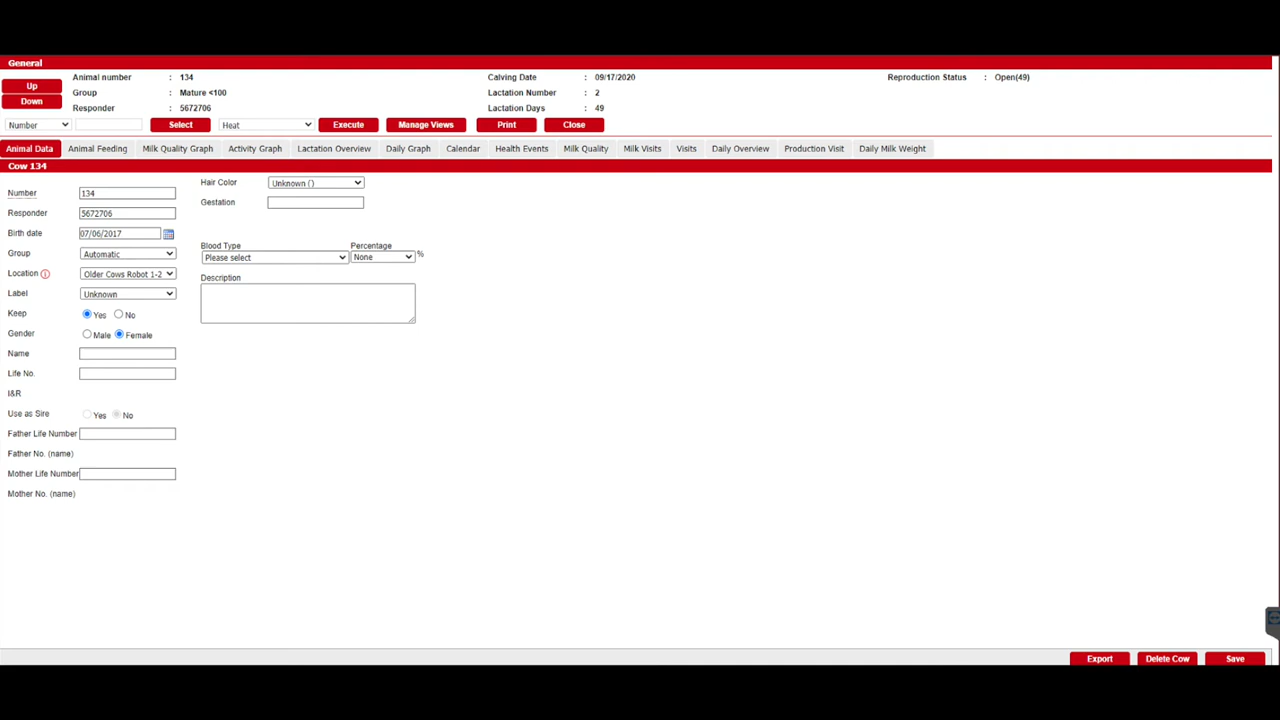 General
Up
Down
Animal number : 134
Group : Mature <100
Responder : 5672706
Calving Date : 09/17/2020
Lactation Number : 2
Lactation Days : 49
Reproduction Status : Open(49)
Number Select Heat Execute Manage Views Print Close
Animal Data Animal Feeding Milk Quality Graph Activity Graph Lactation Overview Daily Graph Calendar Health Events Milk Quality Milk Visits Visits Daily Overview Production Visit Daily Milk Weight
Cow 134
Number 134
Responder 5672706
Birth date 07/06/2017
Group Automatic
Location Older Cows Robot 1-2
Label Unknown
Keep Yes No
Gender Male Female
Name
Life No.
I&R
Use as Sire Yes No
Father Life Number
Father No. (name)
Mother Life Number
Mother No. (name)
Hair Color Unknown ()
Gestation
Blood Type Percentage
Please select None %
Description
Export Delete Cow Save